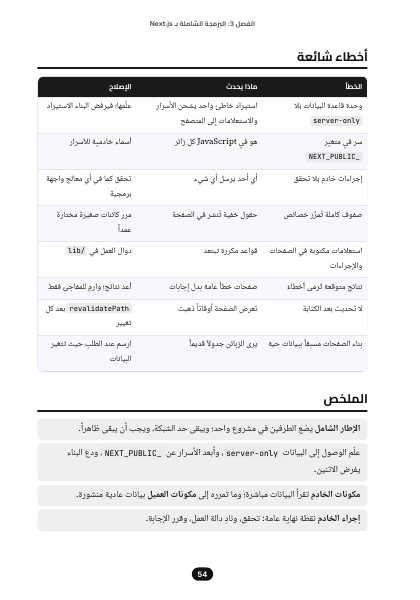 الفصل 3: البرمجة الشاملة بـ Next.js
أخطاء شائعة
الخطأ ماذا يحدث الإصلاح
وحدة قاعدة البيانات بلا استيراد خاطئ واحد يشحن الأسرار علّمها؛ فيرفض البناء الاستيراد
server-only والاستعلامات إلى المتصفح
سر في متغير هو في JavaScript كل زائر أسماء خادمية للأسرار
NEXT_PUBLIC_
إجراءات خادم بلا تحقق أي أحد يرسل أي شيء تحقق كما في أي معالج واجهة
برمجية
صفوف كاملة تُمرَّر خصائص حقول خفية تُنشر في الصفحة مرر كائنات صغيرة مختارة
عمداً
استعلامات مكتوبة في الصفحات قواعد مكررة تبتعد دوال العمل في lib/
والإجراءات
نتائج متوقعة تُرمى أخطاءً صفحات خطأ عامة بدل إجابات أعد نتائج؛ وارمِ للمفاجئ فقط
لا تحديث بعد الكتابة تعرض الصفحة أوقاتاً ذهبت revalidatePath بعد كل
تغيير
بناء الصفحات مسبقاً ببيانات حية يرى الزبائن جدولاً قديماً ارسم عند الطلب حيث تتغير
البيانات
الملخص
الإطار الشامل يضع الطرفين في مشروع واحد؛ ويبقى حد الشبكة، ويجب أن يبقى ظاهراً.
علّم الوصول إلى البيانات server-only، وأبعد الأسرار عن NEXT_PUBLIC_، ودع البناء
يفرض الاثنين.
مكونات الخادم تقرأ البيانات مباشرة؛ وما تمرره إلى مكونات العميل بيانات عادية منشورة.
إجراء الخادم نقطة نهاية عامة: تحقق، ونادِ دالة العمل، وقرر الإجابة.
54